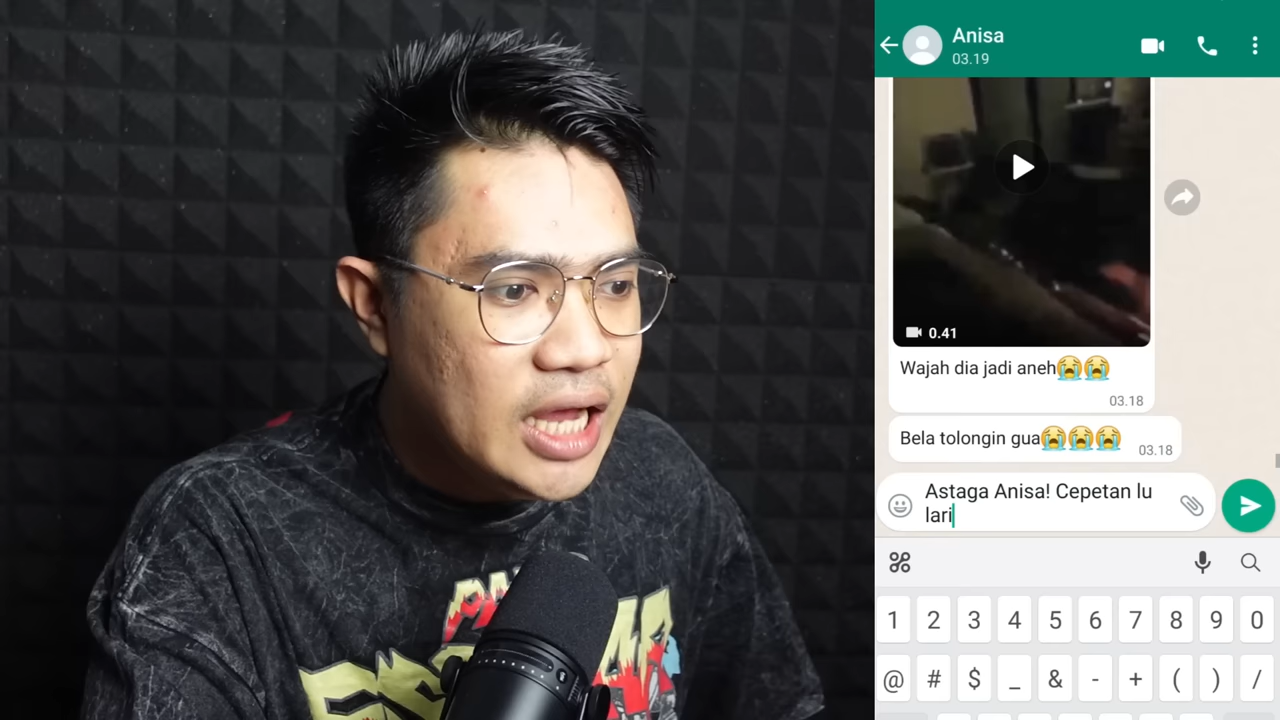 Anisa
03.19
0.41
Wajah dia jadi aneh😭😭
03.18
Bela tolongin gua😭😭😭
03.18
Astaga Anisa! Cepetan lu
lari
1 2 3 4 5 6 7 8 9 0
@ # $ _ & - + ( ) /